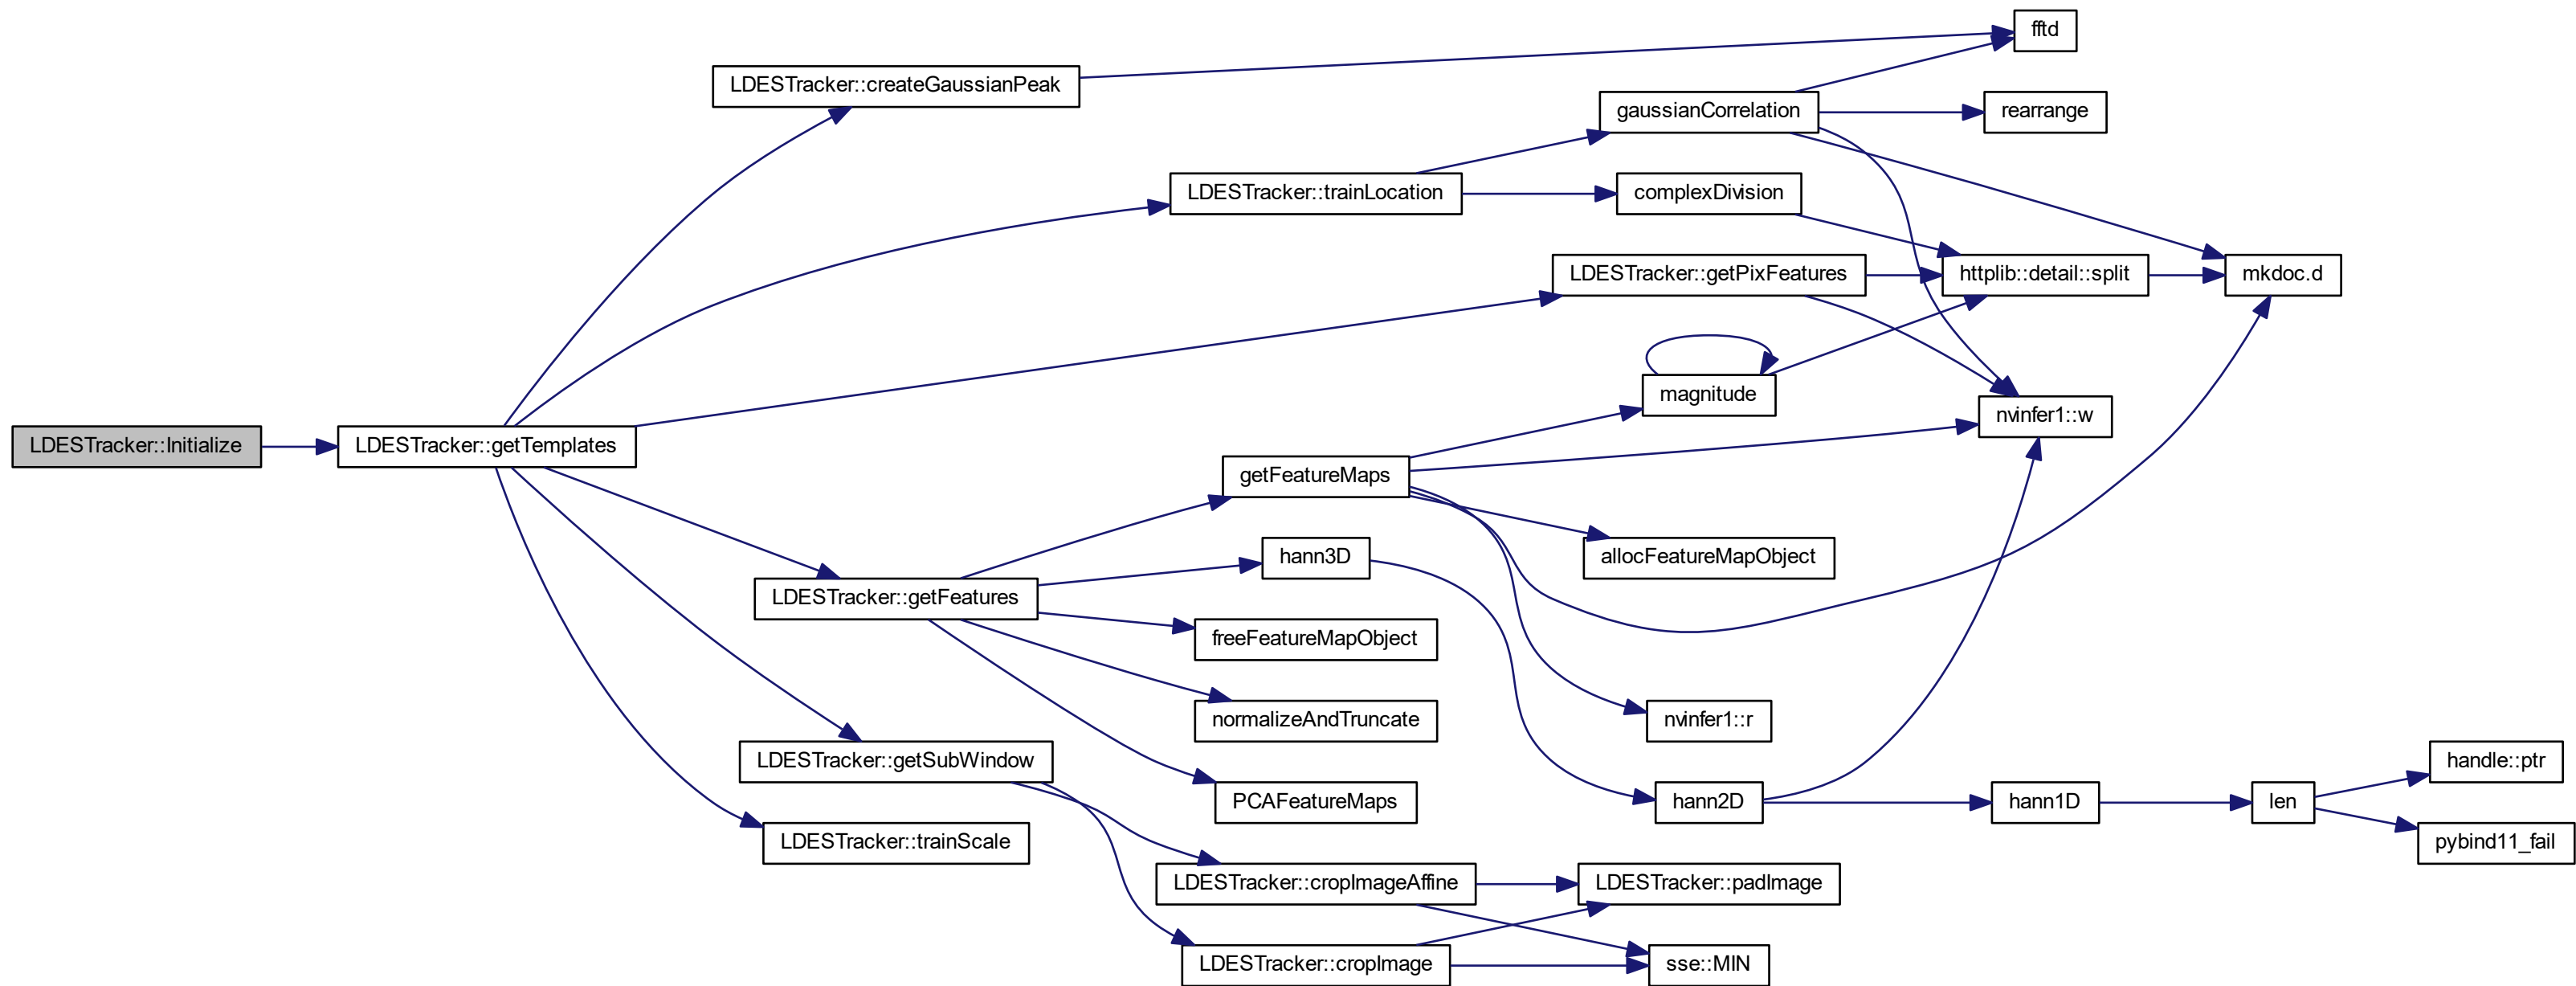 fftd
LDESTracker::createGaussianPeak
gaussianCorrelation
rearrange
LDESTracker::trainLocation
complexDivision
LDESTracker::getPixFeatures
httplib::detail::split
mkdoc.d
magnitude
nvinfer1::w
LDESTracker::Initialize
LDESTracker::getTemplates
getFeatureMaps
hann3D
allocFeatureMapObject
LDESTracker::getFeatures
freeFeatureMapObject
normalizeAndTruncate
nvinfer1::r
LDESTracker::getSubWindow
handle::ptr
PCAFeatureMaps
hann2D
hann1D
len
LDESTracker::trainScale
pybind11_fail
LDESTracker::cropImageAffine
LDESTracker::padImage
LDESTracker::cropImage
sse::MIN